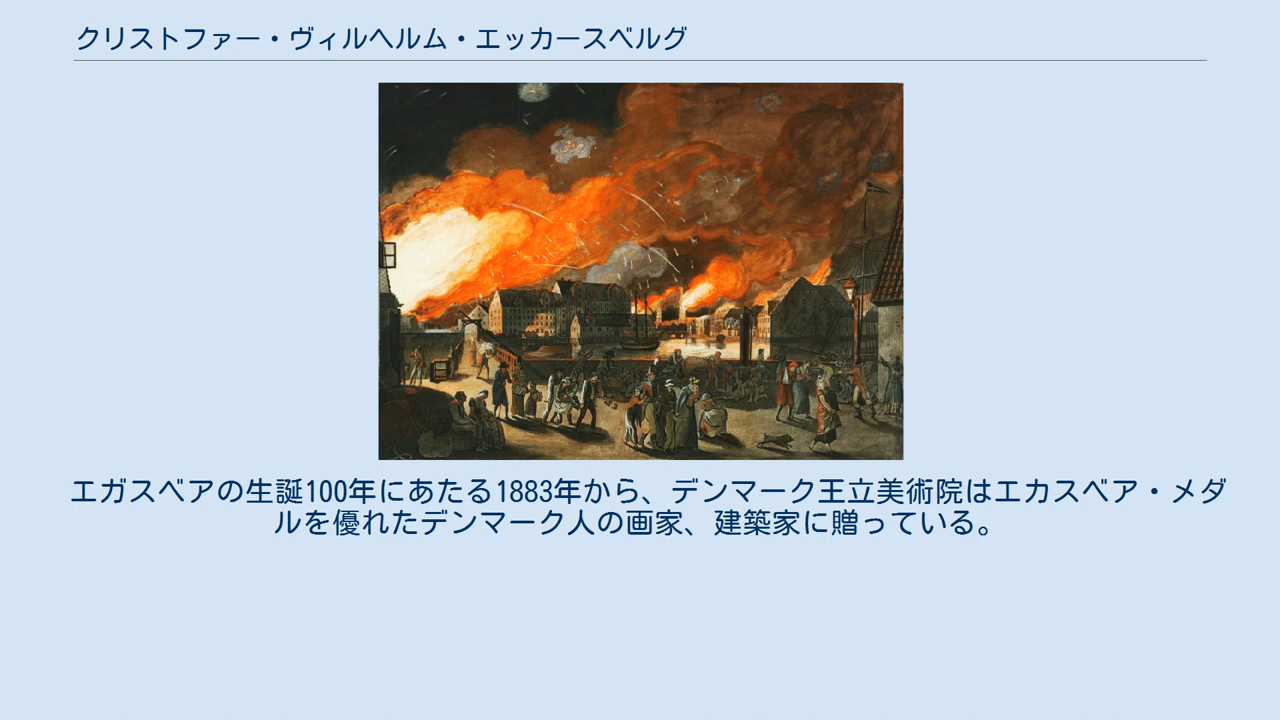 クリストファー・ヴィルヘルム・エッカースベルグ
エガスベアの生誕100年にあたる1883年から、デンマーク王立美術院はエカスベア・メダ
ルを優れたデンマーク人の画家、建築家に贈っている。